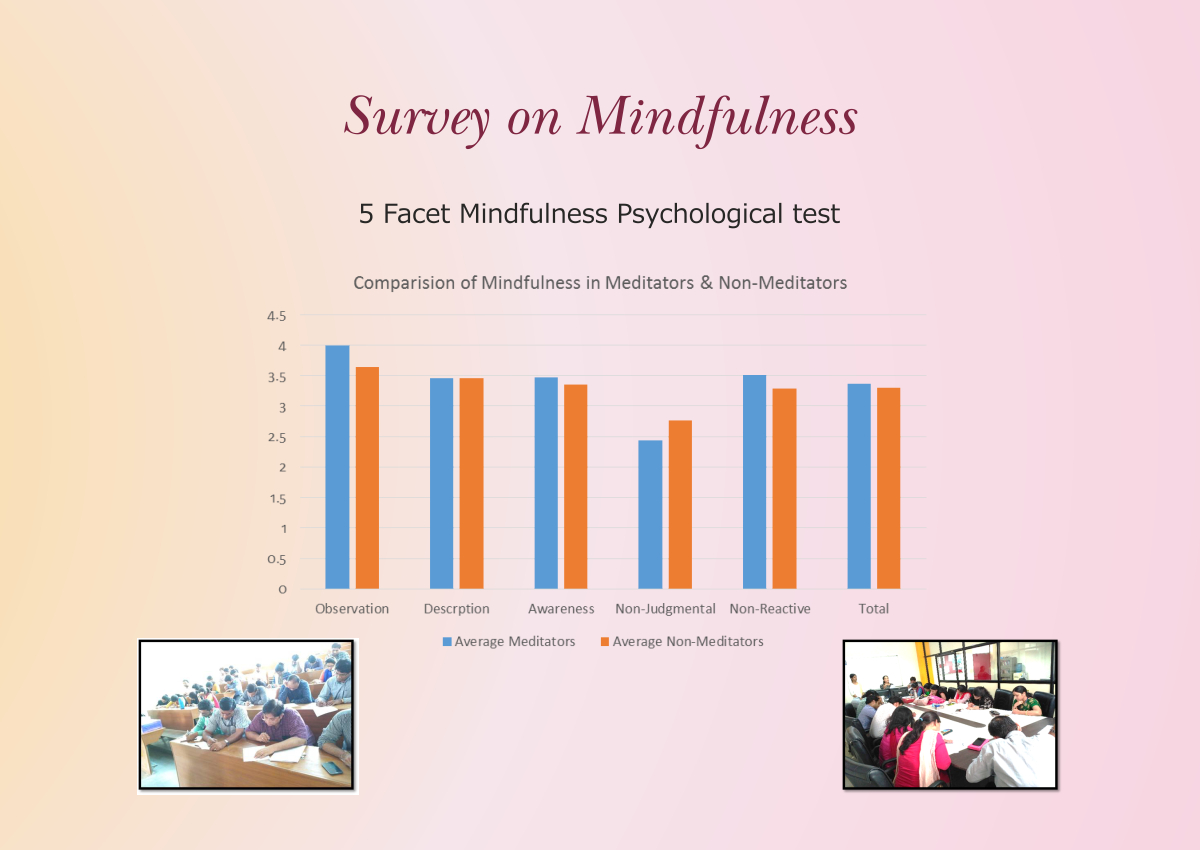 Survey on Mindfulness
5 Facet Mindfulness Psychological test
Comparision of Mindfulness in Meditators & Non-Meditators
4.5
4
3.5
3
2.5
2
1.5
1
0.5
0
Observation Descrption Awareness Non-Judgmental Non-Reactive Total
Average Meditators Average Non-Meditators